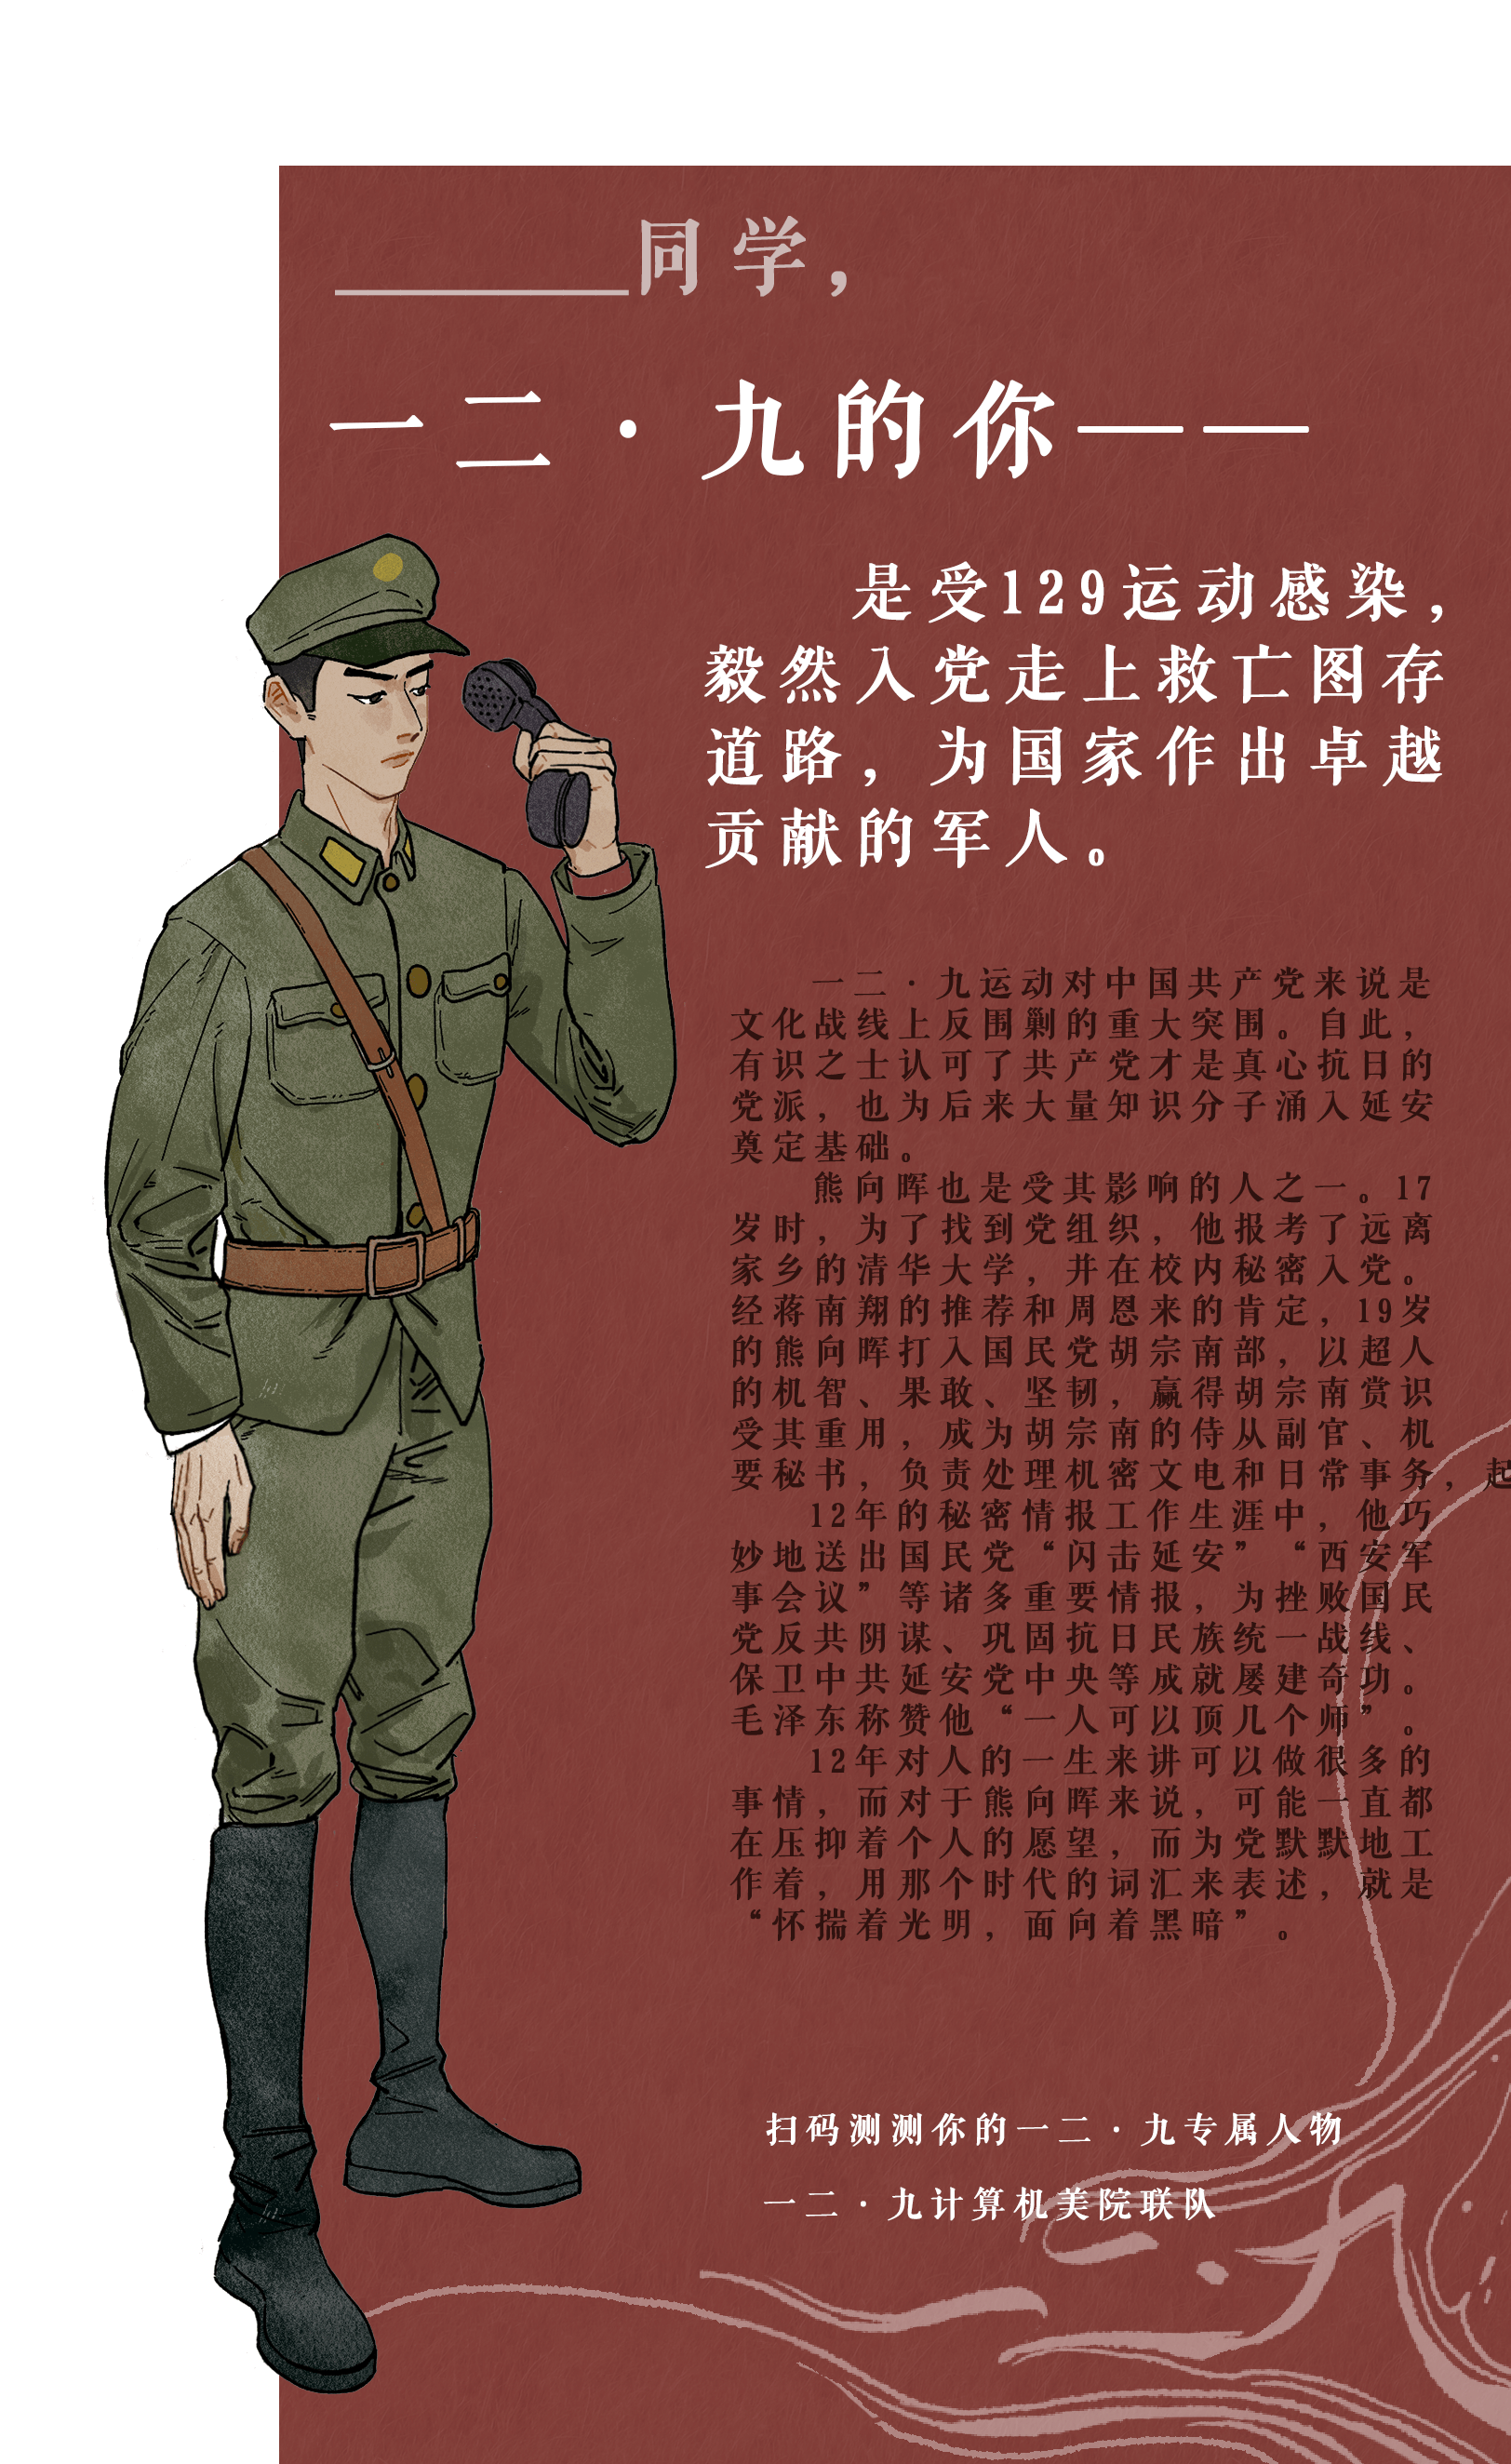 ______同学，
一二·九的你——
是受129运动感染，
毅然入党走上救亡图存
道路，为国家作出卓越
贡献的军人。
一二·九运动对中国共产党来说是
文化战线上反围剿的重大突围。自此，
有识之士认可了共产党才是真心抗日的
党派，也为后来大量知识分子涌入延安
奠定基础。
熊向晖也是受其影响的人之一。17
岁时，为了找到党组织，他报考了远离
家乡的清华大学，并在校内秘密入党。
经蒋南翔的推荐和周恩来的肯定，19岁
的熊向晖打入国民党胡宗南部，以超人
的机智、果敢、坚韧，赢得胡宗南赏识
受其重用，成为胡宗南的侍从副官、机
要秘书，负责处理机密文电和日常事务，起
12年的秘密情报工作生涯中，他巧
妙地送出国民党“闪击延安”“西安军
事会议”等诸多重要情报，为挫败国民
党反共阴谋、巩固抗日民族统一战线、
保卫中共延安党中央等成就屡建奇功。
毛泽东称赞他“一人可以顶几个师”。
12年对人的一生来讲可以做很多的
事情，而对于熊向晖来说，可能一直都
在压抑着个人的愿望，而为党默默地工
作着，用那个时代的词汇来表述，就是
“怀揣着光明，面向着黑暗”。
扫码测测你的一二·九专属人物
一二·九计算机美院联队
一二·九